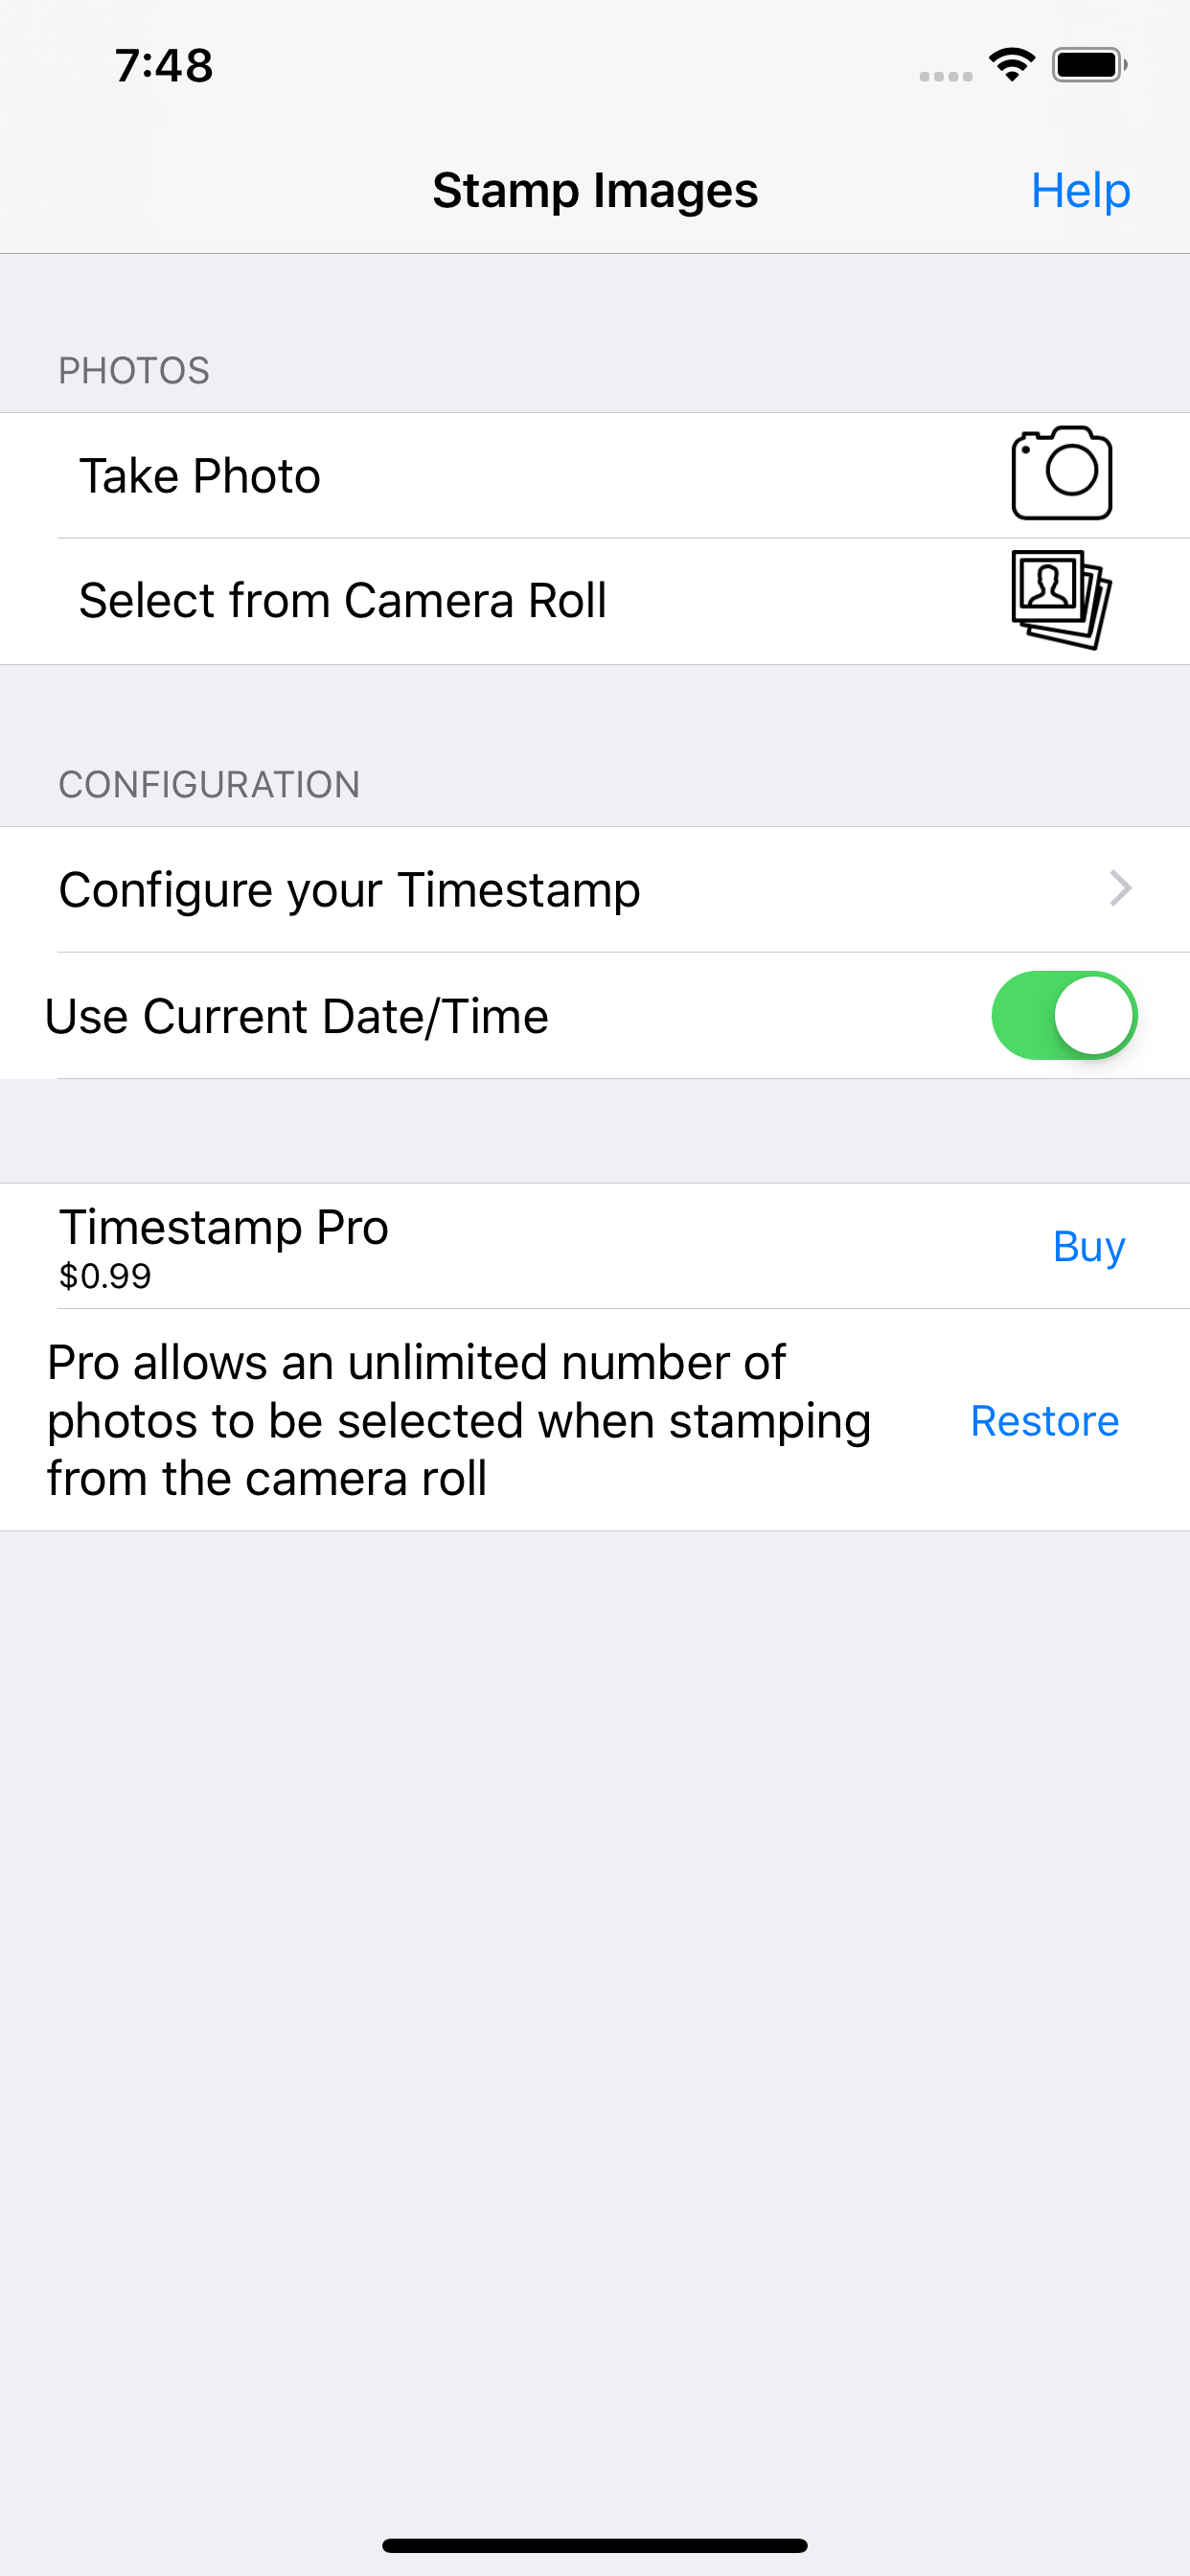 7:48
Stamp Images
Help
PHOTOS
Take Photo
Select from Camera Roll
CONFIGURATION
Configure your Timestamp
Use Current Date/Time
Timestamp Pro
$0.99
Buy
Pro allows an unlimited number of
photos to be selected when stamping
from the camera roll
Restore